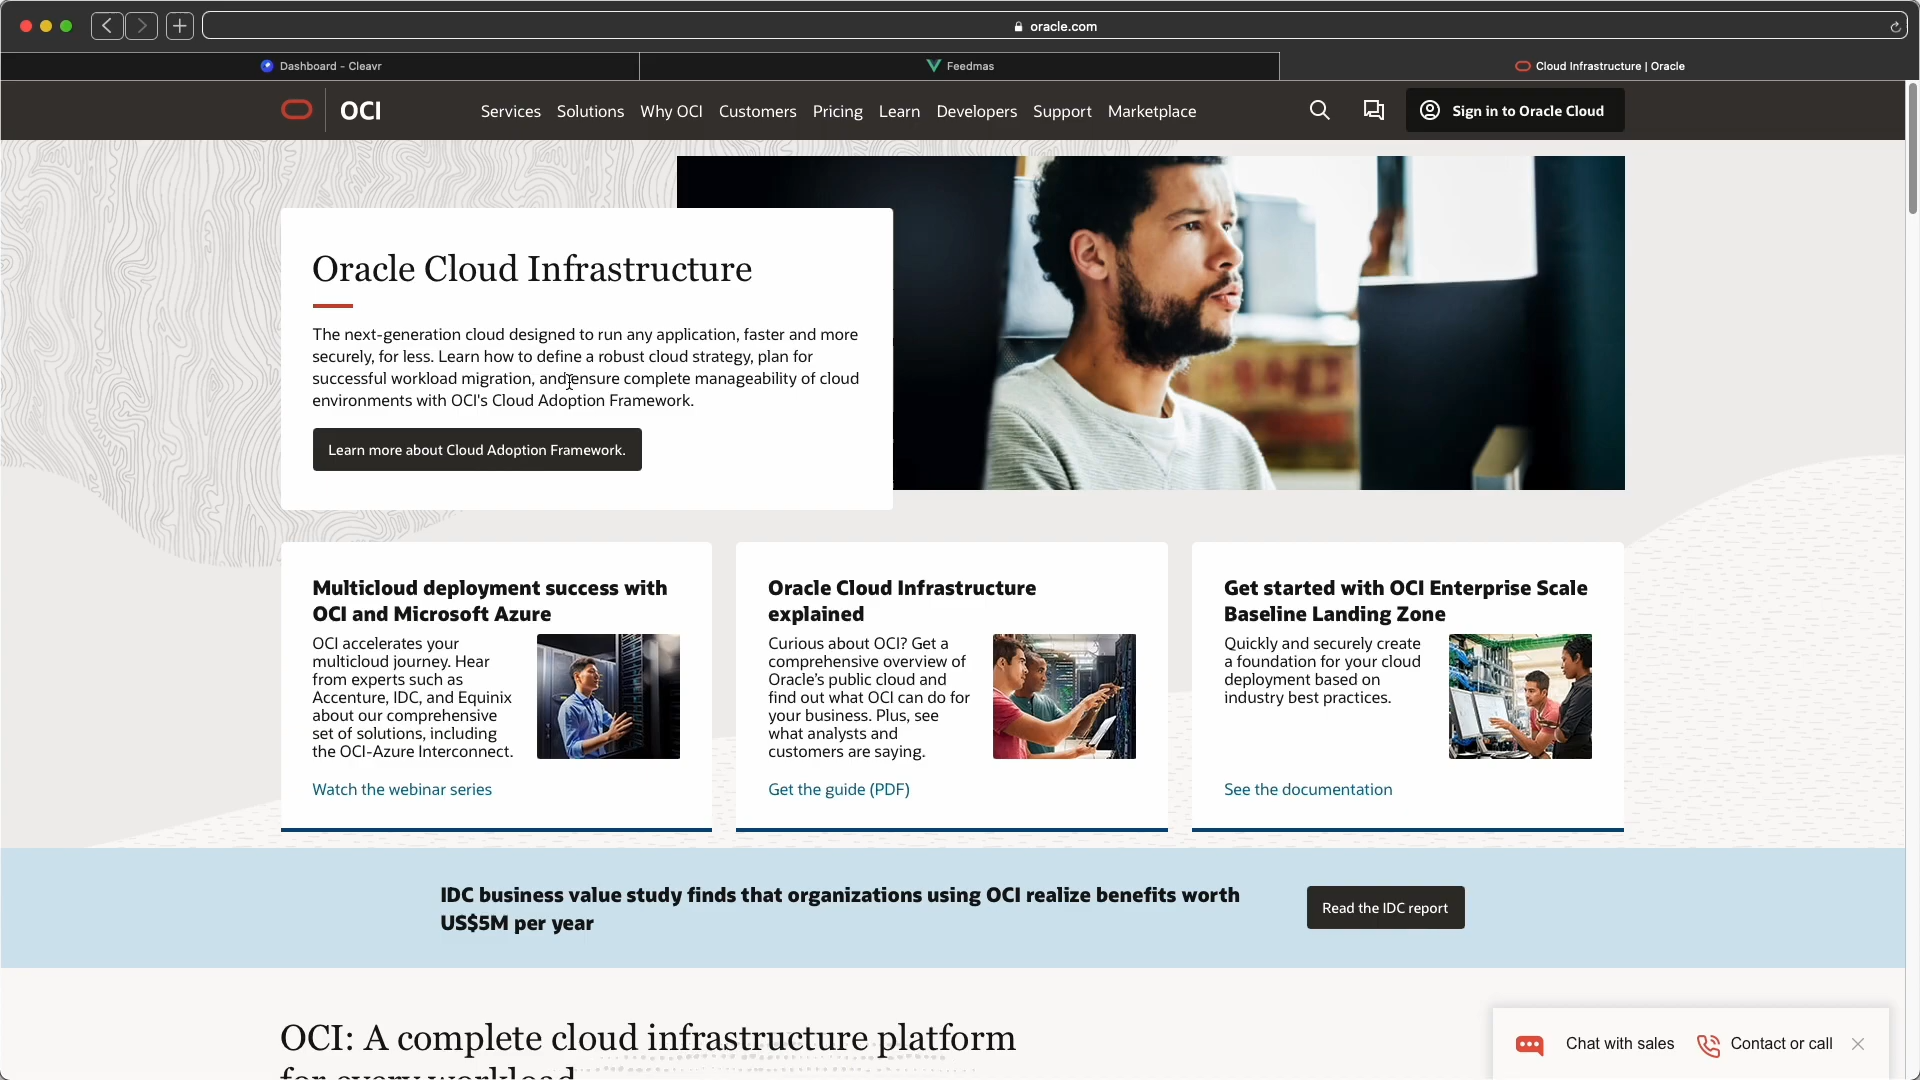 oracle.com
Dashboard - Cleavr
Feedmas
Cloud Infrastructure | Oracle
OCI
Services Solutions Why OCI Customers Pricing Learn Developers Support Marketplace
Sign in to Oracle Cloud
Oracle Cloud Infrastructure
The next-generation cloud designed to run any application, faster and more
securely, for less. Learn how to define a robust cloud strategy, plan for
successful workload migration, and ensure complete manageability of cloud
environments with OCI's Cloud Adoption Framework.
Learn more about Cloud Adoption Framework.
Multicloud deployment success with
OCI and Microsoft Azure
OCI accelerates your
multicloud journey. Hear
from experts such as
Accenture, IDC, and Equinix
about our comprehensive
set of solutions, including
the OCI-Azure Interconnect.
Watch the webinar series
Oracle Cloud Infrastructure
explained
Curious about OCI? Get a
comprehensive overview of
Oracle’s public cloud and
find out what OCI can do for
your business. Plus, see
what analysts and
customers are saying.
Get the guide (PDF)
Get started with OCI Enterprise Scale
Baseline Landing Zone
Quickly and securely create
a foundation for your cloud
deployment based on
industry best practices.
See the documentation
IDC business value study finds that organizations using OCI realize benefits worth
US$5M per year
Read the IDC report
OCI: A complete cloud infrastructure platform
for every workload
Chat with sales
Contact or call